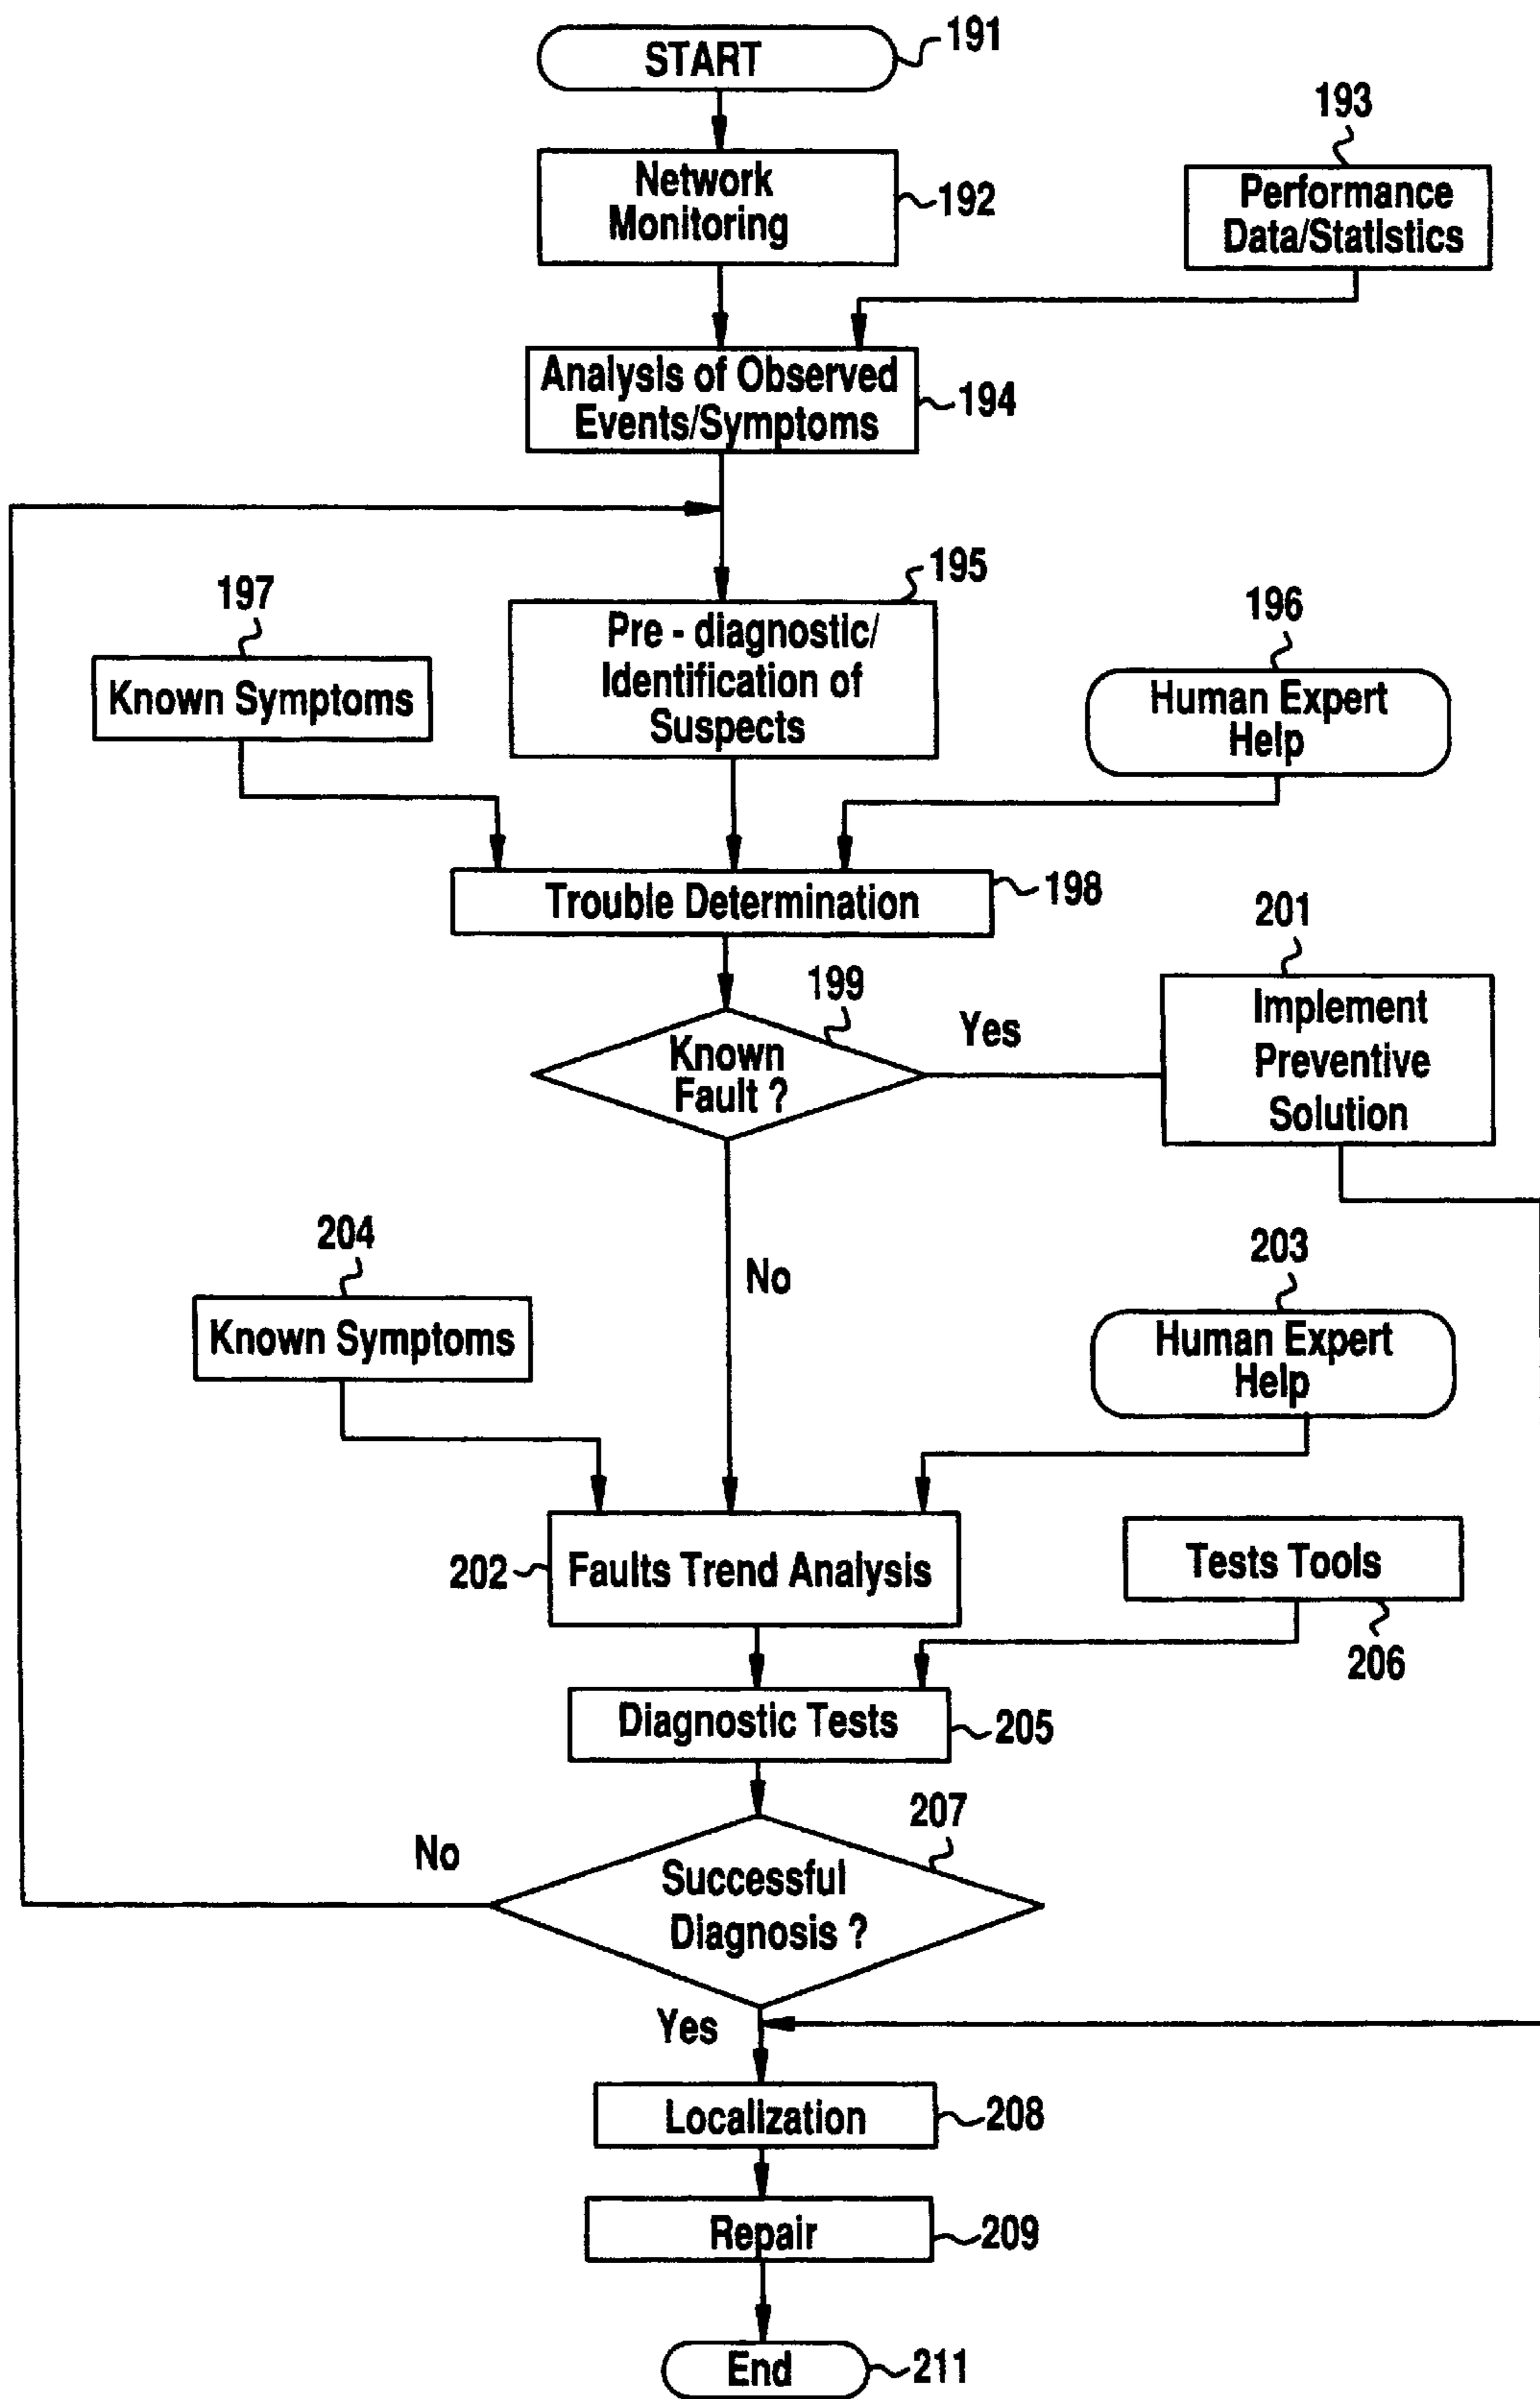 START
191
Network
Monitoring
192
193
Performance
Data/Statistics
Analysis of Observed
Events/Symptoms
194
195
Pre - diagnostic/
Identification of
Suspects
197
Known Symptoms
196
Human Expert
Help
Trouble Determination
198
199
Known
Fault ?
Yes
201
Implement
Preventive
Solution
No
204
Known Symptoms
203
Human Expert
Help
202
Faults Trend Analysis
Tests Tools
206
Diagnostic Tests
205
207
Successful
Diagnosis ?
No
Yes
Localization
208
Repair
209
End
211